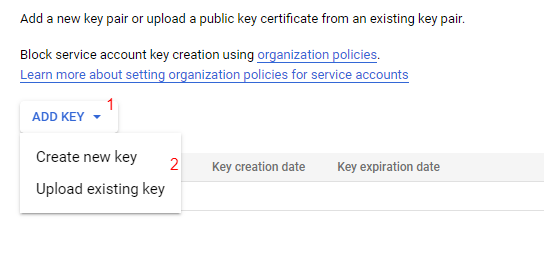 Add a new key pair or upload a public key certificate from an existing key pair.
Block service account key creation using organization policies.
Learn more about setting organization policies for service accounts
ADD KEY 1
Create new key
2
Key creation date Key expiration date
Upload existing key